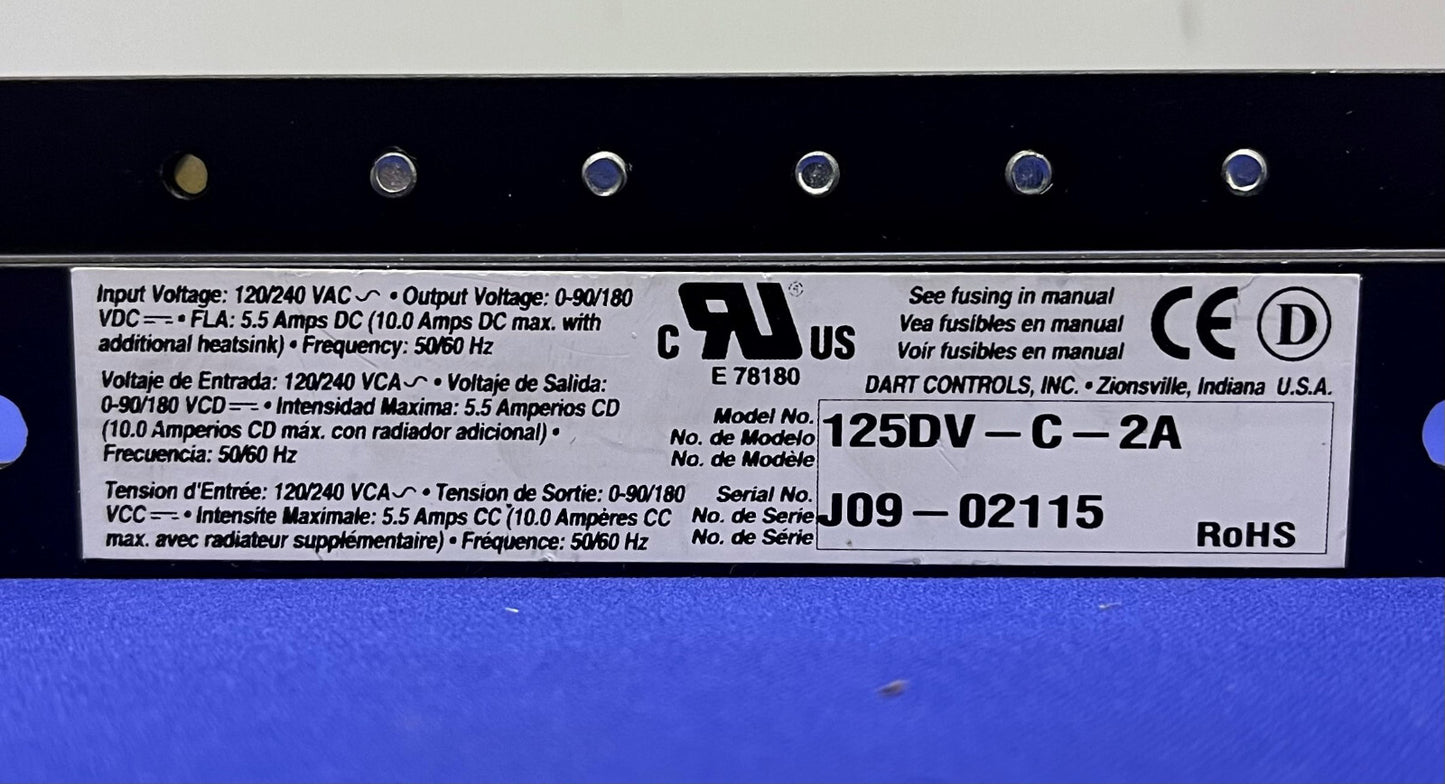 Input Voltage: 120/240 VAC ∿ • Output Voltage: 0-90/180
VDC ⎓ • FLA: 5.5 Amps DC (10.0 Amps DC max. with
additional heatsink) • Frequency: 50/60 Hz
Voltaje de Entrada: 120/240 VCA ∿ • Voltaje de Salida:
0-90/180 VCD ⎓ • Intensidad Maxima: 5.5 Amperios CD
(10.0 Amperios CD máx. con radiador adicional) •
Frecuencia: 50/60 Hz
Tension d'Entrée: 120/240 VCA ∿ • Tension de Sortie: 0-90/180
VCC ⎓ • Intensite Maximale: 5.5 Amps CC (10.0 Ampères CC
max. avec radiateur supplémentaire) • Fréquence: 50/60 Hz
C RU ® US
E 78180
See fusing in manual
Vea fusibles en manual
Voir fusibles en manual
CE D
DART CONTROLS, INC. • Zionsville, Indiana U.S.A.
Model No.
No. de Modelo 125DV-C-2A
No. de Modèle
Serial No.
No. de Serie J09-02115
No. de Série
RoHS